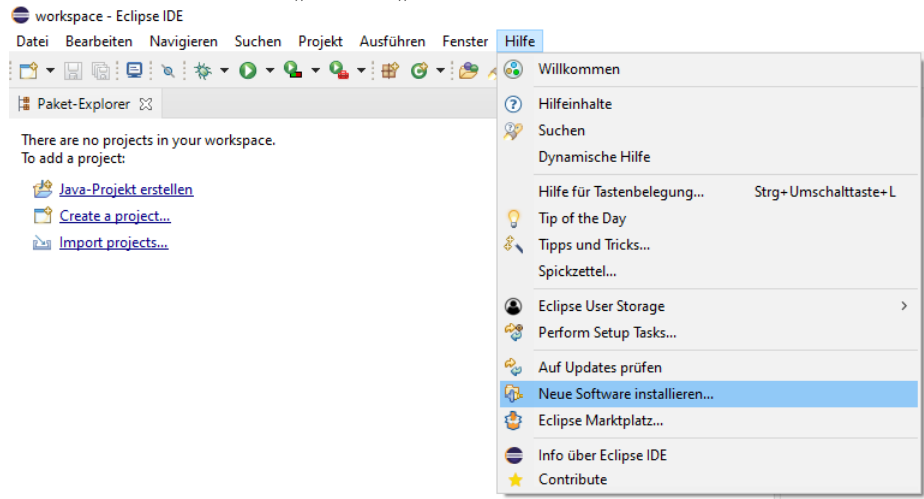 workspace - Eclipse IDE
Datei Bearbeiten Navigieren Suchen Projekt Ausführen Fenster Hilfe
Paket-Explorer
There are no projects in your workspace.
To add a project:
Java-Projekt erstellen
Create a project...
Import projects...
Willkommen
Hilfeinhalte
Suchen
Dynamische Hilfe
Hilfe für Tastenbelegung... Strg+Umschalttaste+L
Tip of the Day
Tipps und Tricks...
Spickzettel...
Eclipse User Storage
Perform Setup Tasks...
Auf Updates prüfen
Neue Software installieren...
Eclipse Marktplatz...
Info über Eclipse IDE
Contribute